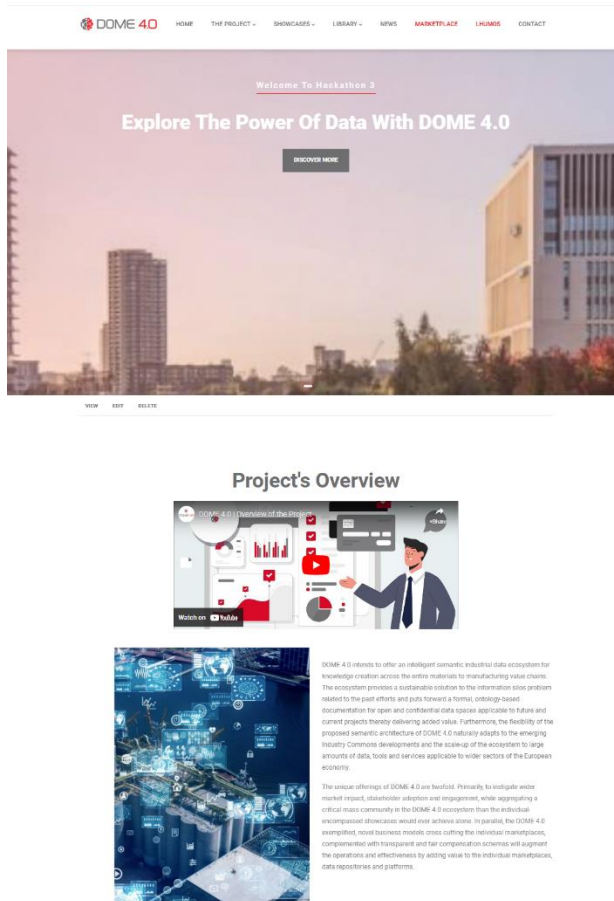 DOME 4.0
HOME THE PROJECT SHOWCASES LIBRARY NEWS MARKETPLACE LHUMOS CONTACT
Welcome To Hackathon 3
Explore The Power Of Data With DOME 4.0
DISCOVER MORE
VIEW EDIT DELETE
Project's Overview
DOME 4.0 | Overview of the Project
Watch on YouTube
DOME 4.0 intends to offer an intelligent semantic industrial data ecosystem for
knowledge creation across the entire materials to manufacturing value chains.
The ecosystem provides a sustainable solution to the information silos problem
related to the past efforts and puts forward a formal, ontology-based
documentation for open and confidential data spaces applicable to future and
current projects thereby delivering added value. Furthermore, the flexibility of the
proposed semantic architecture of DOME 4.0 naturally adapts to the emerging
Industry Commons developments and the scale-up of the ecosystem to large
amounts of data, tools and services applicable to wider sectors of the European
economy.
The unique offerings of DOME 4.0 are twofold. Primarily, to instigate wider
market impact, stakeholder adoption and engagement, while aggregating a
critical mass community in the DOME 4.0 ecosystem than the individual
encompassed showcases would ever achieve alone. In parallel, the DOME 4.0
exemplified, novel business models cross cutting the individual marketplaces,
complemented with transparent and fair compensation schemes will augment
the operations and effectiveness by adding value to the individual marketplaces,
data repositories and platforms.